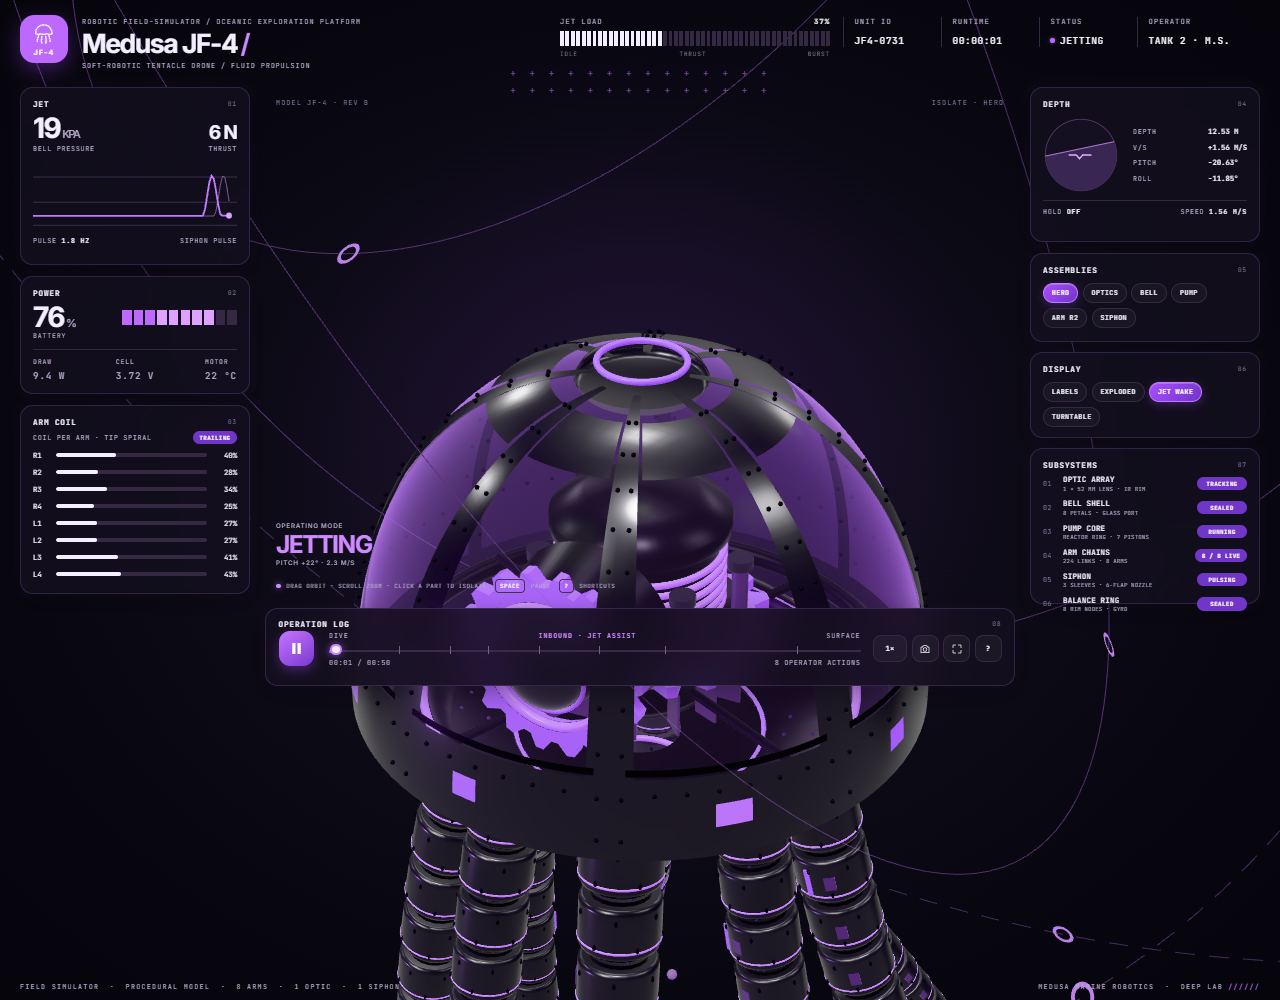 ROBOTIC FIELD-SIMULATOR / OCEANIC EXPLORATION PLATFORM
Medusa JF-4/
SOFT-ROBOTIC TENTACLE DRONE / FLUID PROPULSION
JF-4
JET LOAD 37%
IDLE THRUST BURST
UNIT ID
JF4-0731
RUNTIME
00:00:01
STATUS
JETTING
OPERATOR
TANK 2 · M.S.
MODEL JF-4 · REV B
ISOLATE · HERO
JET 01
19 KPA 6 N
BELL PRESSURE THRUST
PULSE 1.8 HZ SIPHON PULSE
POWER 02
76%
BATTERY
DRAW CELL MOTOR
9.4 W 3.72 V 22 °C
ARM COIL 03
COIL PER ARM · TIP SPIRAL TRAILING
R1 40%
R2 28%
R3 34%
R4 25%
L1 27%
L2 27%
L3 41%
L4 43%
DEPTH 04
DEPTH 12.53 M
V/S +1.56 M/S
PITCH -20.63°
ROLL -11.85°
HOLD OFF SPEED 1.56 M/S
ASSEMBLIES 05
HERO OPTICS BELL PUMP
ARM R2 SIPHON
DISPLAY 06
LABELS EXPLODED JET WAKE
TURNTABLE
SUBSYSTEMS 07
01 OPTIC ARRAY TRACKING
1 × 52 MM LENS · IR RIM
02 BELL SHELL SEALED
8 PETALS · GLASS PORT
03 PUMP CORE RUNNING
REACTOR RING · 7 PISTONS
04 ARM CHAINS 8 / 8 LIVE
224 LINKS · 8 ARMS
05 SIPHON PULSING
3 SLEEVES · 6-FLAP NOZZLE
06 BALANCE RING SEALED
8 RIM NODES · GYRO
OPERATING MODE
JETTING
PITCH +22° · 2.3 M/S
DRAG ORBIT · SCROLL ZOOM · CLICK A PART TO ISOLATE SPACE PAUSE ? SHORTCUTS
OPERATION LOG 08
DIVE INBOUND · JET ASSIST SURFACE
00:01 / 00:50 8 OPERATOR ACTIONS
1× ?
FIELD SIMULATOR · PROCEDURAL MODEL · 8 ARMS · 1 OPTIC · 1 SIPHON
MEDUSA MARINE ROBOTICS · DEEP LAB //////